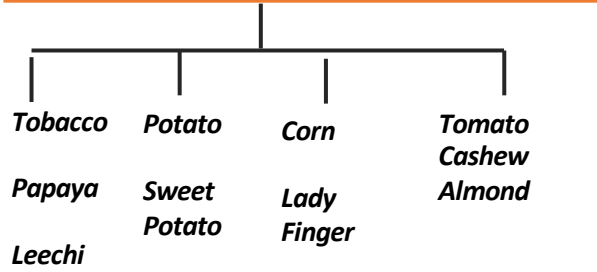 Tobacco
Papaya
Leechi
Potato
Sweet
Potato
Corn
Lady
Finger
Tomato
Cashew
Almond